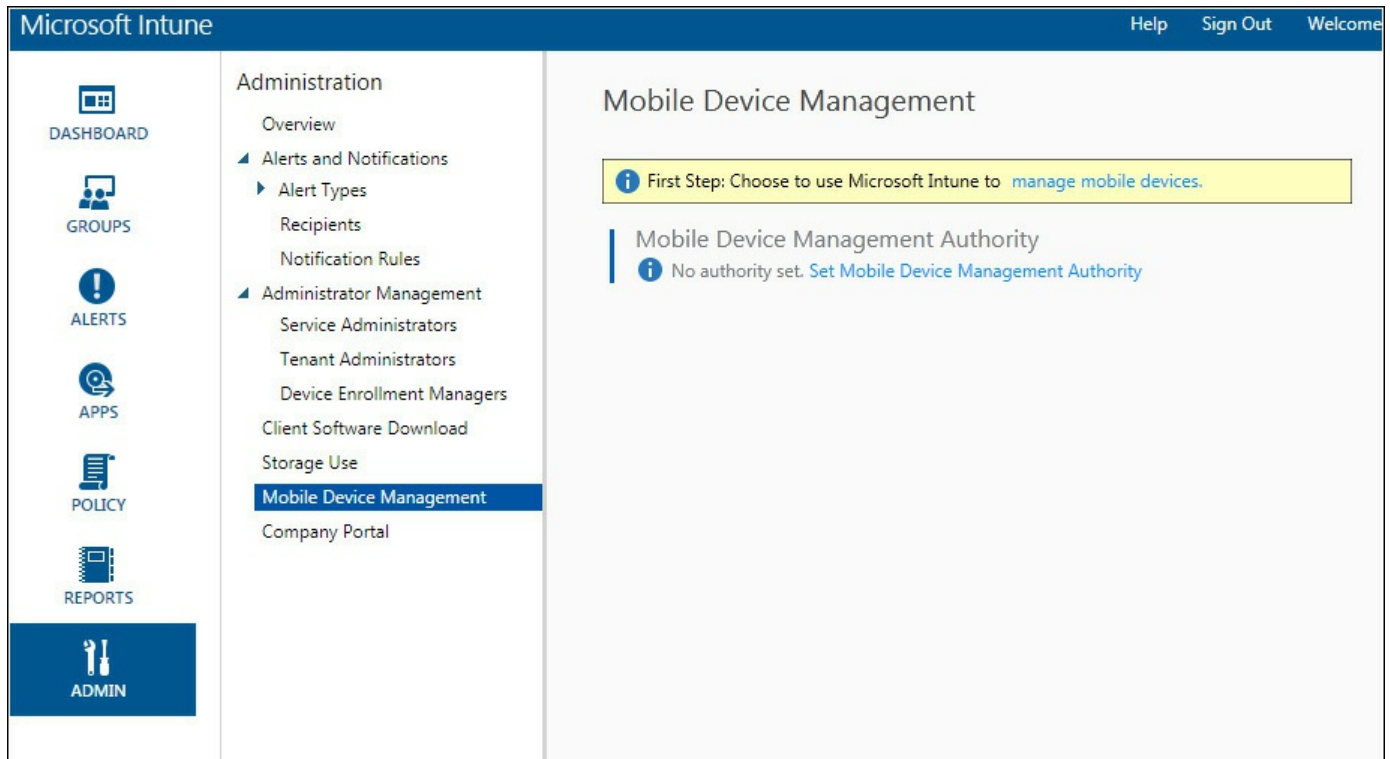 Microsoft Intune
Help Sign Out Welcome
DASHBOARD
GROUPS
ALERTS
APPS
POLICY
REPORTS
ADMIN
Administration
Overview
Alerts and Notifications
Alert Types
Recipients
Notification Rules
Administrator Management
Service Administrators
Tenant Administrators
Device Enrollment Managers
Client Software Download
Storage Use
Mobile Device Management
Company Portal
Mobile Device Management
First Step: Choose to use Microsoft Intune to manage mobile devices.
Mobile Device Management Authority
No authority set. Set Mobile Device Management Authority